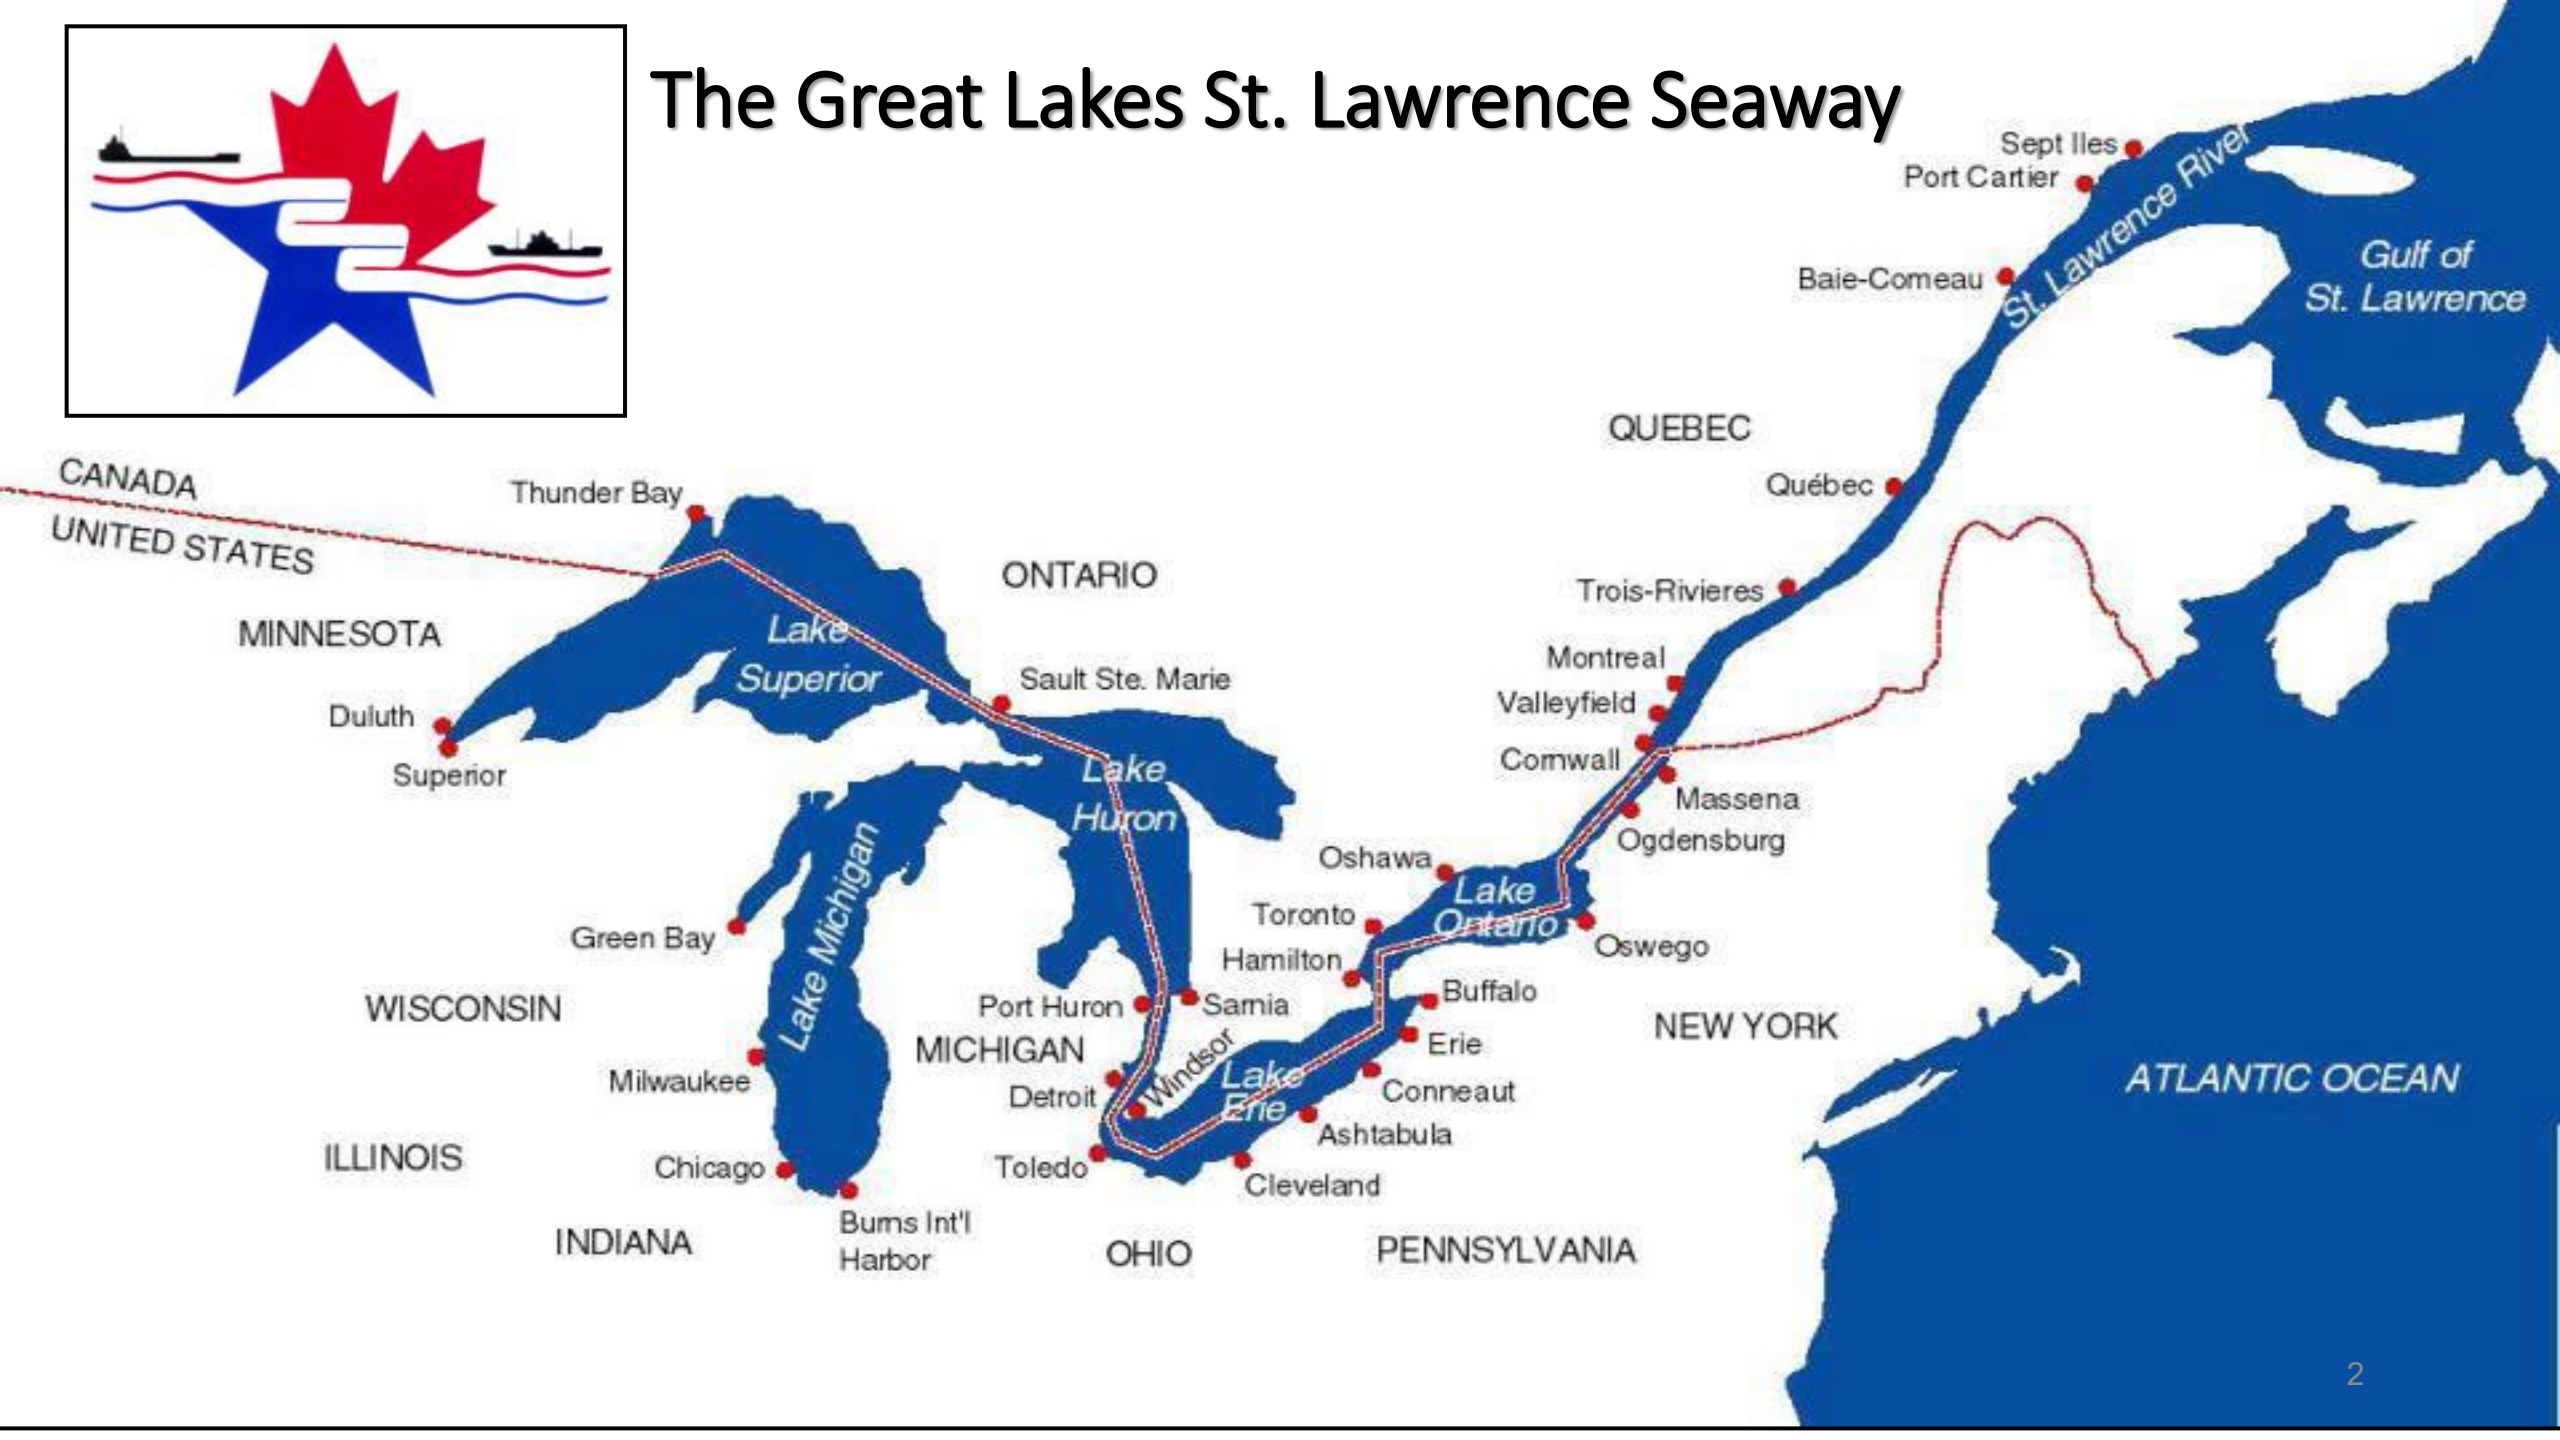 The Great Lakes St. Lawrence Seaway
Sept Iles
Port Cartier
St. Lawrence River
Gulf of
St. Lawrence
Baie-Comeau
QUEBEC
CANADA
UNITED STATES
Thunder Bay
Québec
ONTARIO
Trois-Rivieres
MINNESOTA
Lake
Superior
Montreal
Sault Ste. Marie
Valleyfield
Duluth
Superior
Cornwall
Lake
Huron
Massena
Ogdensburg
Lake Michigan
Oshawa
Lake
Ontario
Toronto
Green Bay
Oswego
Hamilton
Buffalo
WISCONSIN
Port Huron
Sarnia
NEW YORK
MICHIGAN
Windsor
Erie
Milwaukee
Detroit
Lake
Erie
Conneaut
ATLANTIC OCEAN
Ashtabula
ILLINOIS
Chicago
Toledo
Cleveland
Burns Int'l
Harbor
INDIANA
OHIO
PENNSYLVANIA
2